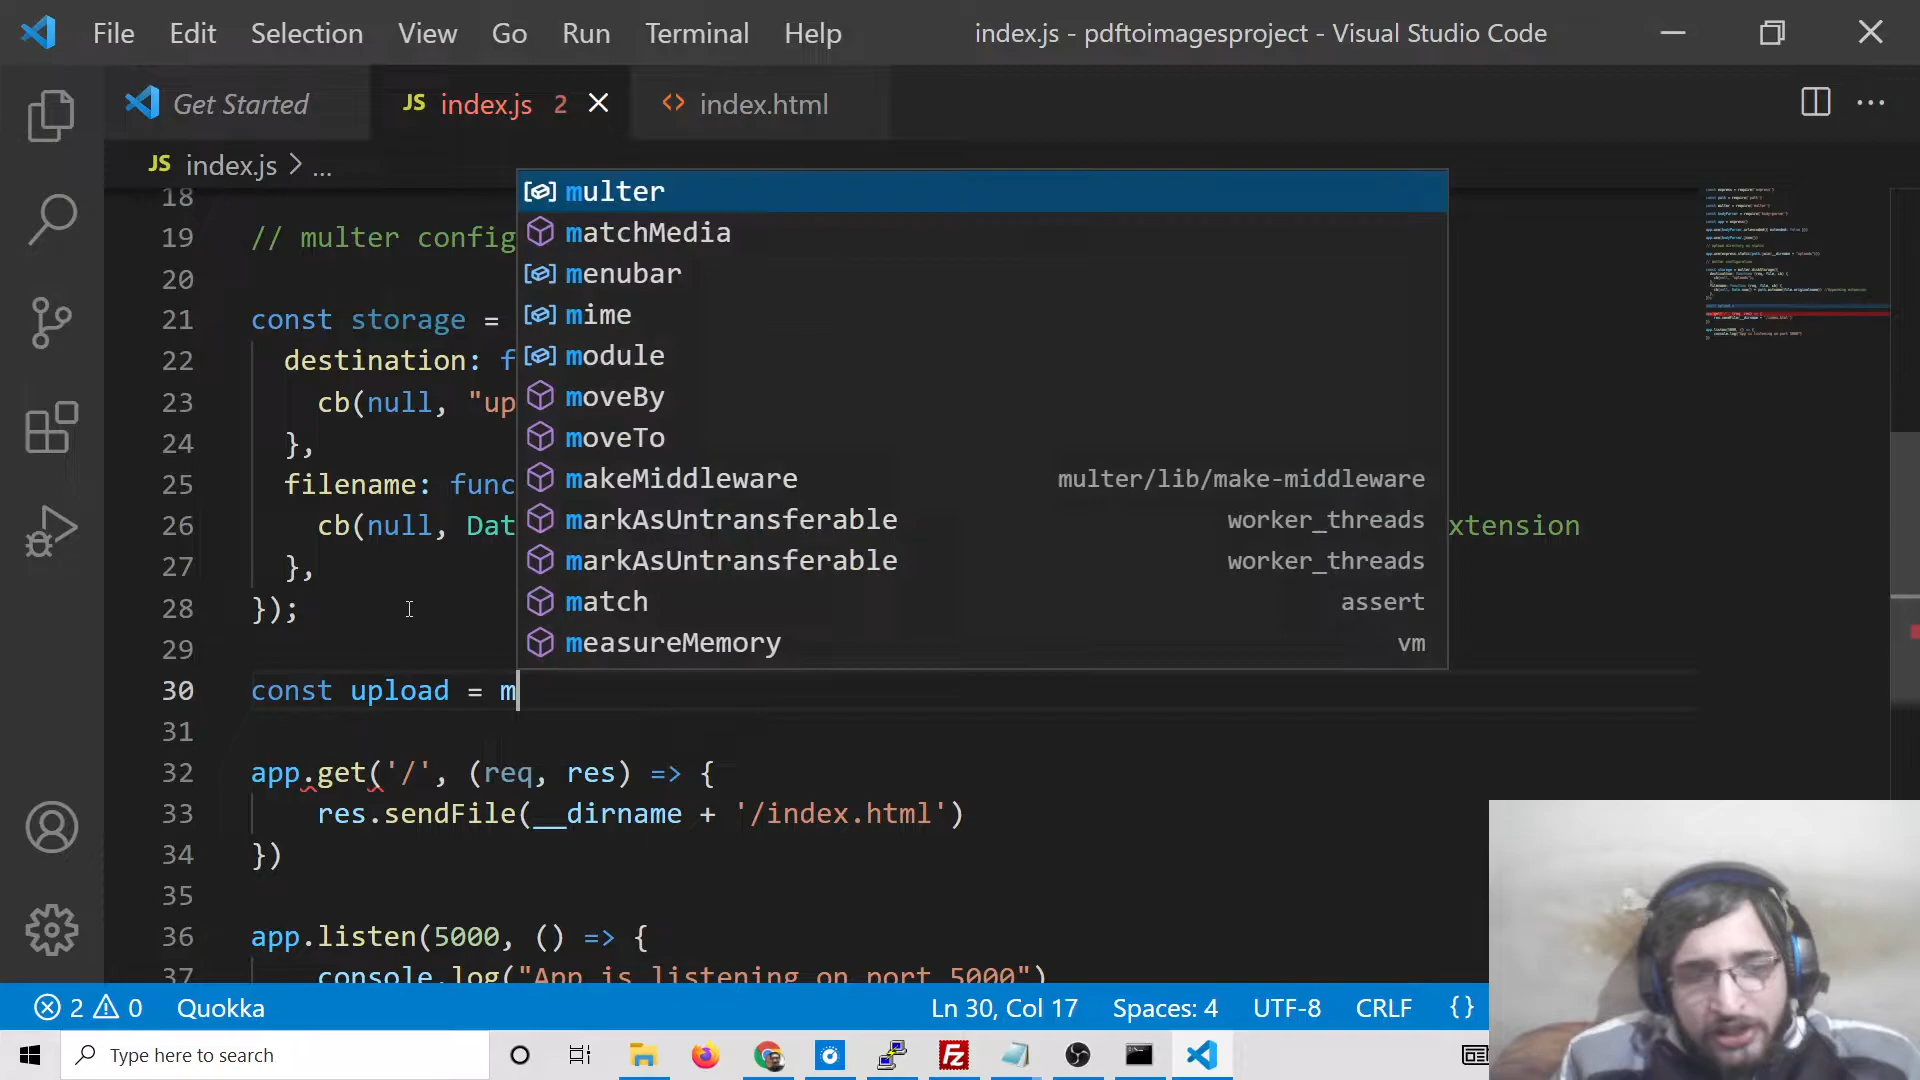 File Edit Selection View Go Run Terminal Help index.js - pdftoimagesproject - Visual Studio Code
Get Started JS index.js 2 index.html
JS index.js > ...
18
19 // multer config
20
21 const storage =
22 destination: f
23 cb(null, "up
24 },
25 filename: func
26 cb(null, Dat xtension
27 },
28 });
29
30 const upload = m
31
32 app.get('/', (req, res) => {
33 res.sendFile(__dirname + '/index.html')
34 })
35
36 app.listen(5000, () => {
37 console.log("App is listening on port 5000")
multer
matchMedia
menubar
mime
module
moveBy
moveTo
makeMiddleware multer/lib/make-middleware
markAsUntransferable worker_threads
markAsUntransferable worker_threads
match assert
measureMemory vm
2 0 Quokka Ln 30, Col 17 Spaces: 4 UTF-8 CRLF {}
Type here to search